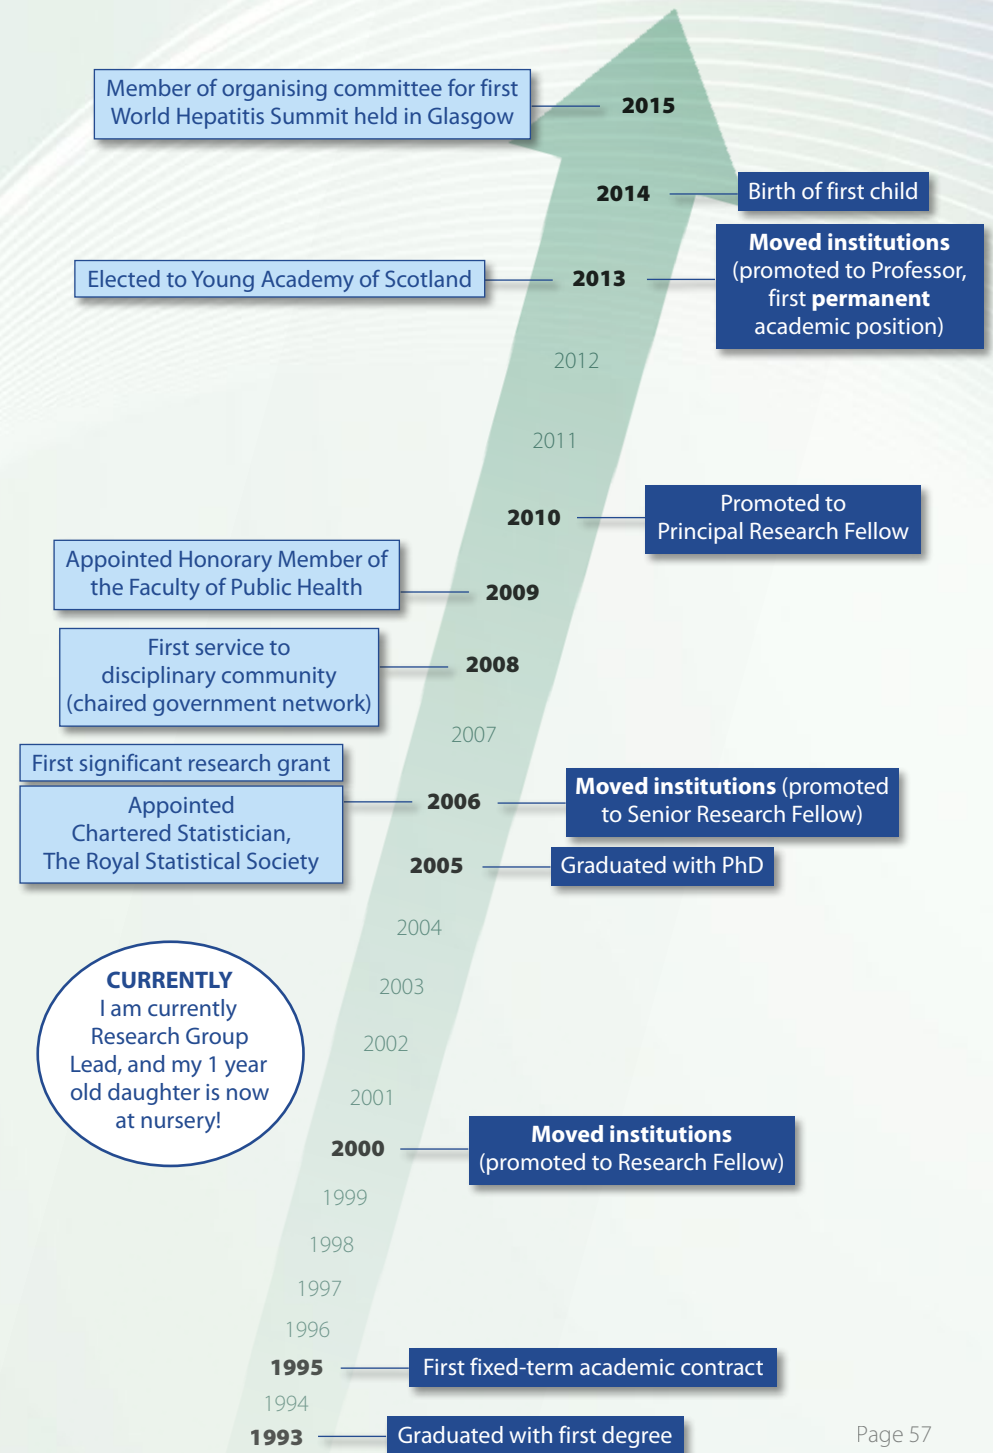 Member of organising committee for first
World Hepatitis Summit held in Glasgow
2015
2014
Birth of first child
Elected to Young Academy of Scotland
2013
Moved institutions
(promoted to Professor,
first permanent
academic position)
2012
2011
2010
Promoted to
Principal Research Fellow
Appointed Honorary Member of
the Faculty of Public Health
2009
First service to
disciplinary community
(chaired government network)
2008
2007
First significant research grant
Appointed
Chartered Statistician,
The Royal Statistical Society
2006
Moved institutions (promoted
to Senior Research Fellow)
2005
Graduated with PhD
2004
CURRENTLY
I am currently
Research Group
Lead, and my 1 year
old daughter is now
at nursery!
2003
2002
2001
2000
Moved institutions
(promoted to Research Fellow)
1999
1998
1997
1996
1995
First fixed-term academic contract
1994
1993
Graduated with first degree
Page 57